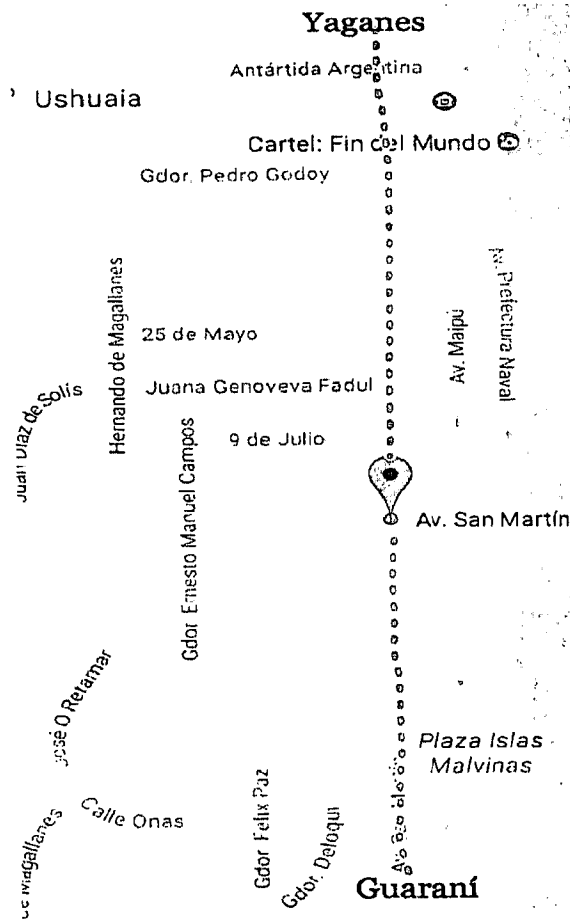 Yaganes
Antártida Argentina
Ushuaia
Cartel: Fin del Mundo
Gdor. Pedro Godoy
Av. Prefectura Naval
Hernando de Magallanes
25 de Mayo
Av. Maipú
Juan Díaz de Solís
Juana Genoveva Fadul
9 de Julio
Gdor Ernesto Manuel Campos
Av. San Martín
José O Retamar
Plaza Islas
Malvinas
de Magallanes
Calle Onas
Gdor Felix Paz
Gdor. Deloqui
Guaraní